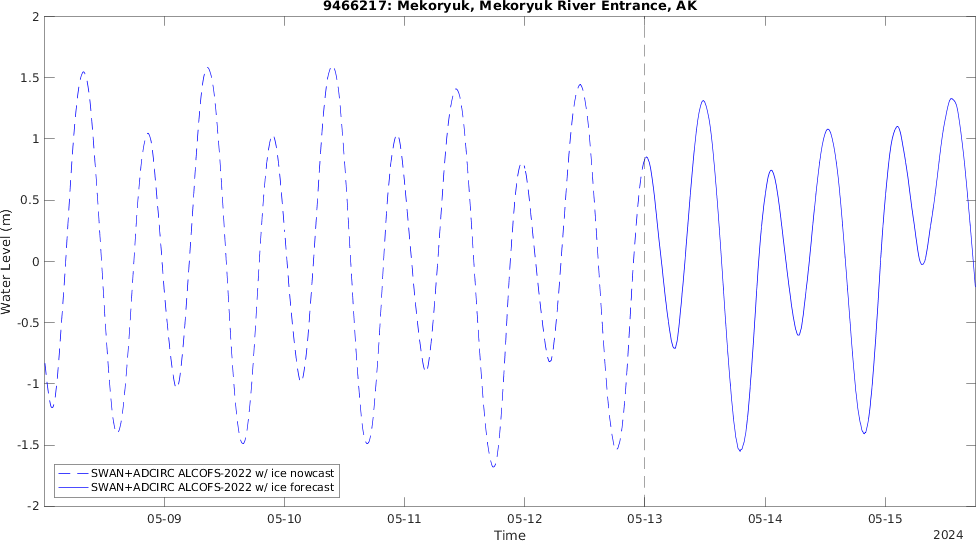 9466217: Mekoryuk, Mekoryuk River Entrance, AK
2
1.5
1
0.5
0
-0.5
-1
-1.5
-2
Water Level (m)
SWAN+ADCIRC ALCOFS-2022 w/ ice nowcast
SWAN+ADCIRC ALCOFS-2022 w/ ice forecast
05-09 05-10 05-11 05-12 05-13 05-14 05-15
Time
2024